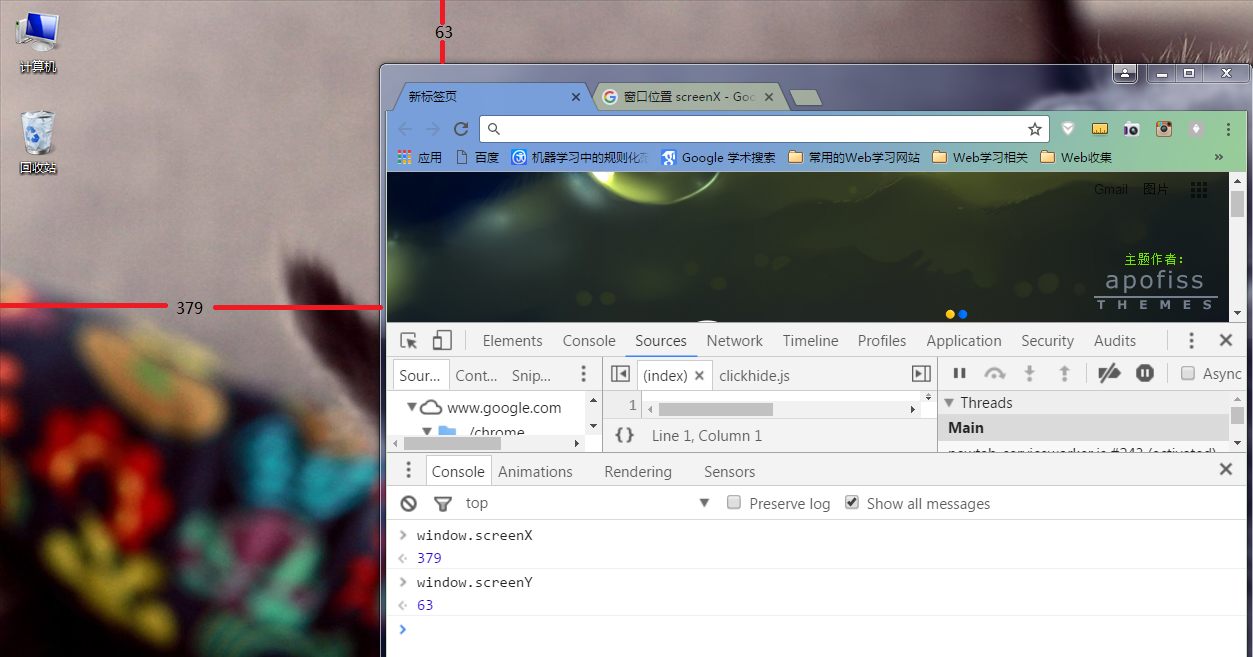 63
计算机
新标签页
窗口位置 screenX - Goo
应用
百度
机器学习中的规则化
Google 学术搜索
常用的Web学习网站
Web学习相关
Web收集
»
回收站
Gmail 图片
主题作者:
apofiss
THEMES
379
Elements Console Sources Network Timeline Profiles Application Security Audits
Sour... Cont... Snip...
(index) clickhide.js
Async
www.google.com
1
Threads
/chrome
{} Line 1, Column 1
Main
newtab-serviceworker.js #243 (activated)
Console Animations Rendering Sensors
top Preserve log Show all messages
> window.screenX
379
> window.screenY
63
>